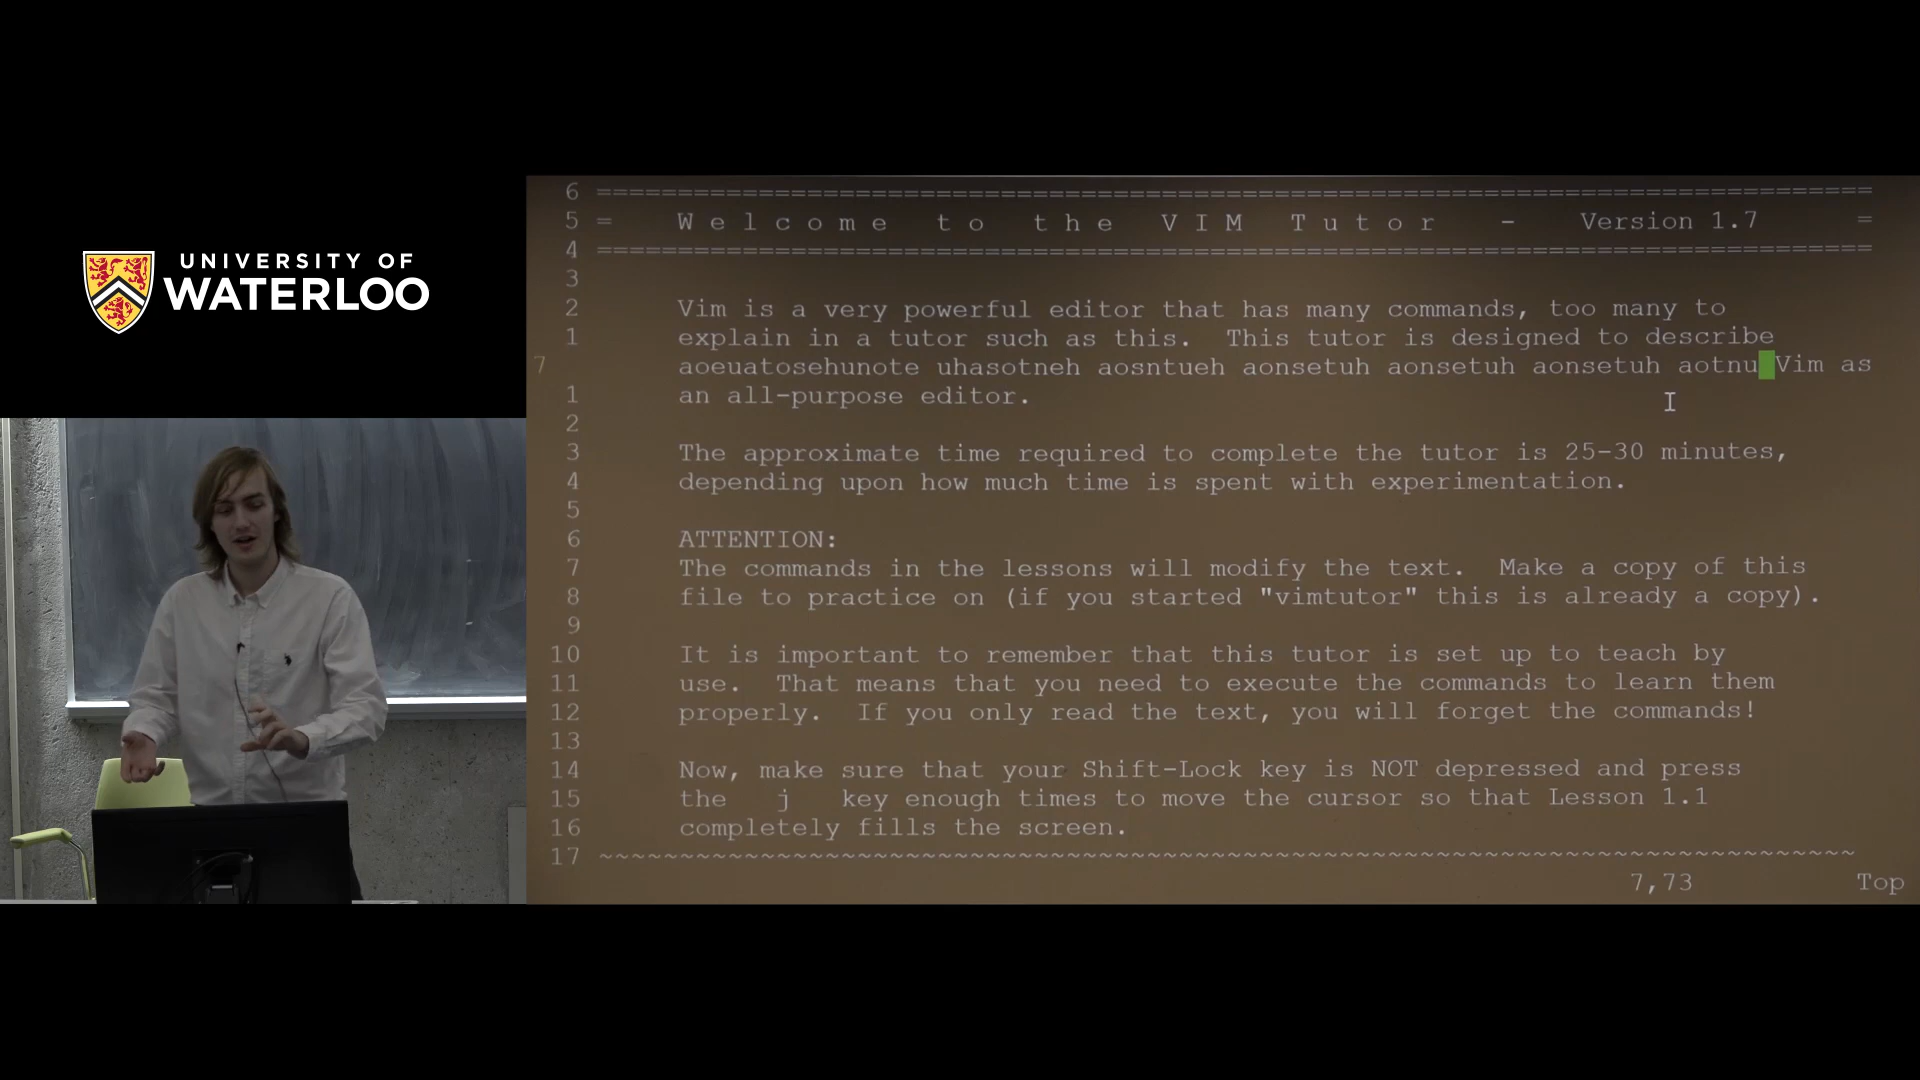 UNIVERSITY OF
WATERLOO
6 ===============================================================================
5 =    W e l c o m e   t o   t h e   V I M   T u t o r    -    Version 1.7      =
4 ===============================================================================
3
2 Vim is a very powerful editor that has many commands, too many to
1 explain in a tutor such as this.  This tutor is designed to describe
7 aoeuatosehunote uhasotneh aosntueh aonsetuh aonsetuh aonsetuh aotnu Vim as
1 an all-purpose editor.
2
3 The approximate time required to complete the tutor is 25-30 minutes,
4 depending upon how much time is spent with experimentation.
5
6 ATTENTION:
7 The commands in the lessons will modify the text.  Make a copy of this
8 file to practice on (if you started "vimtutor" this is already a copy).
9
10 It is important to remember that this tutor is set up to teach by
11 use.  That means that you need to execute the commands to learn them
12 properly.  If you only read the text, you will forget the commands!
13
14 Now, make sure that your Shift-Lock key is NOT depressed and press
15 the   j   key enough times to move the cursor so that Lesson 1.1
16 completely fills the screen.
17 ~~~~~~~~~~~~~~~~~~~~~~~~~~~~~~~~~~~~~~~~~~~~~~~~~~~~~~~~~~~~~~~~~~~~~~~~~~~~~~
7,73 Top